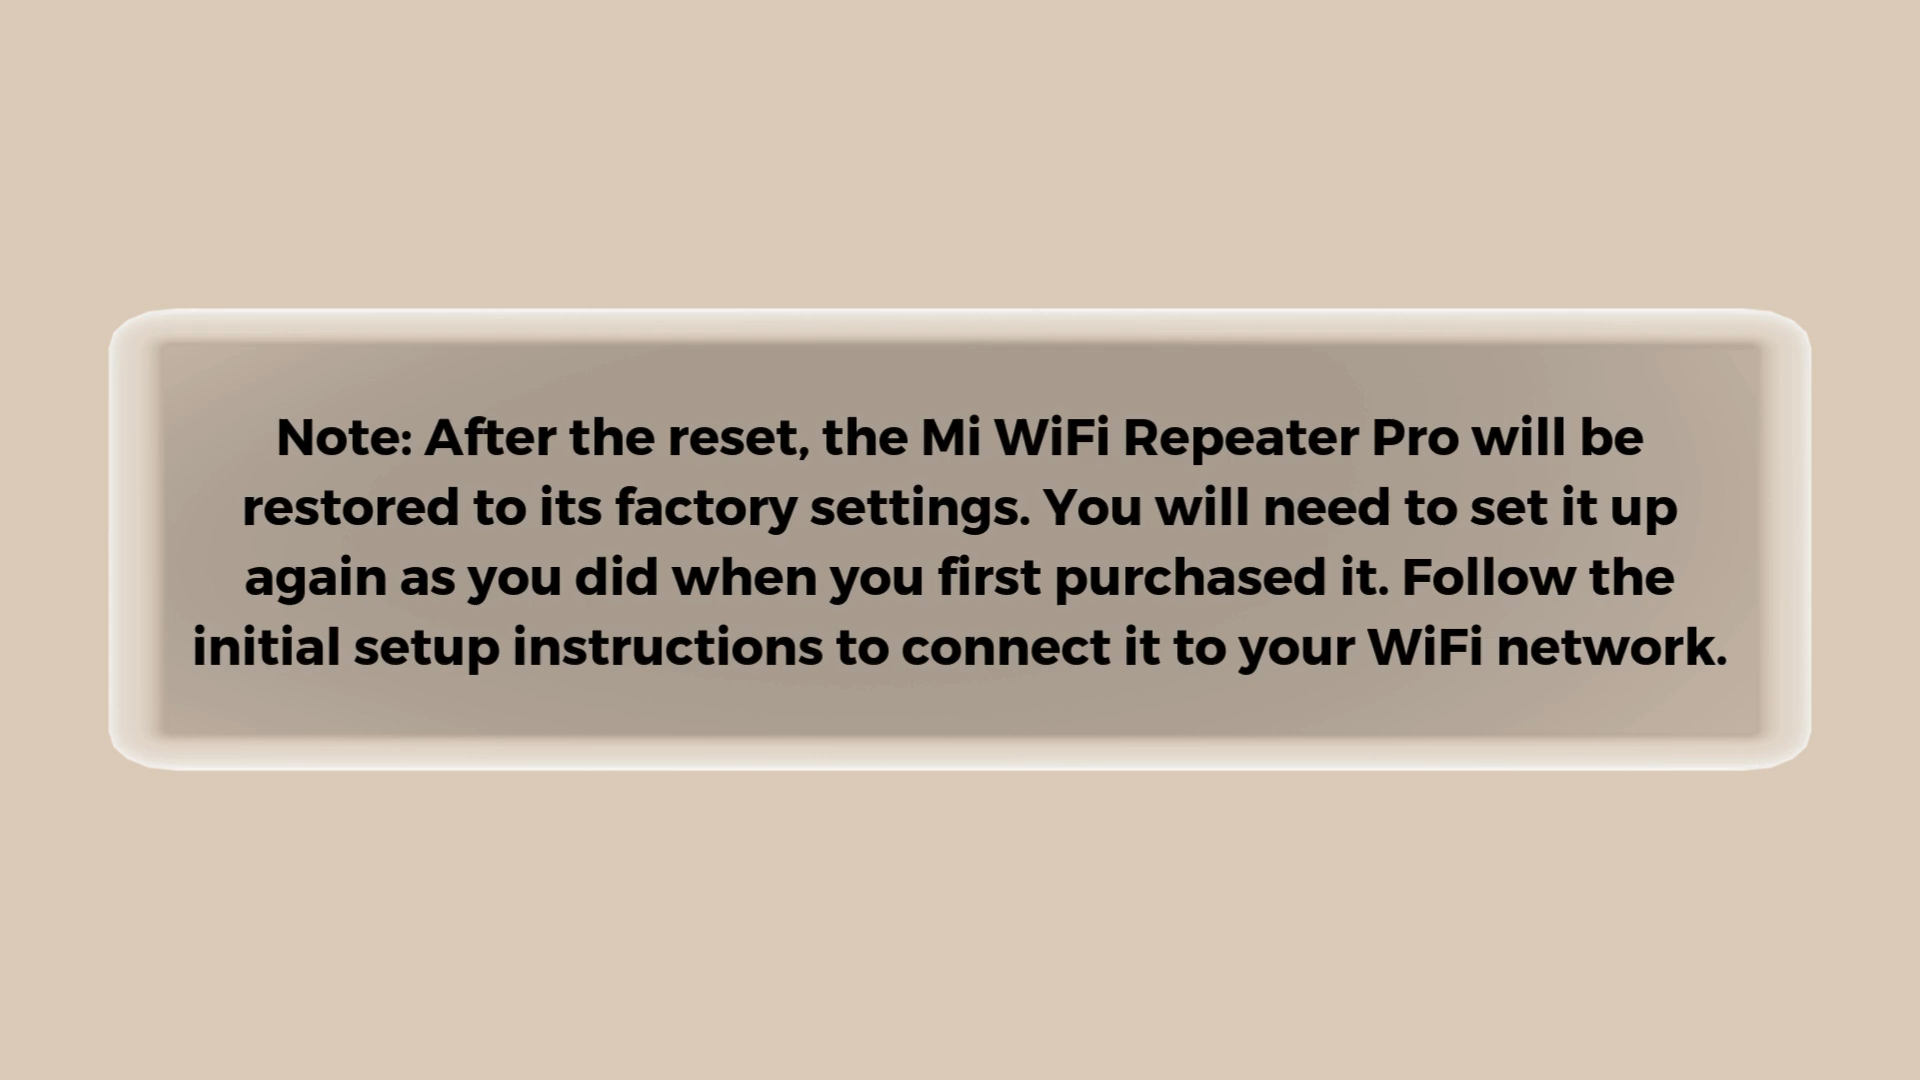 Note: After the reset, the Mi WiFi Repeater Pro will be
restored to its factory settings. You will need to set it up
again as you did when you first purchased it. Follow the
initial setup instructions to connect it to your WiFi network.